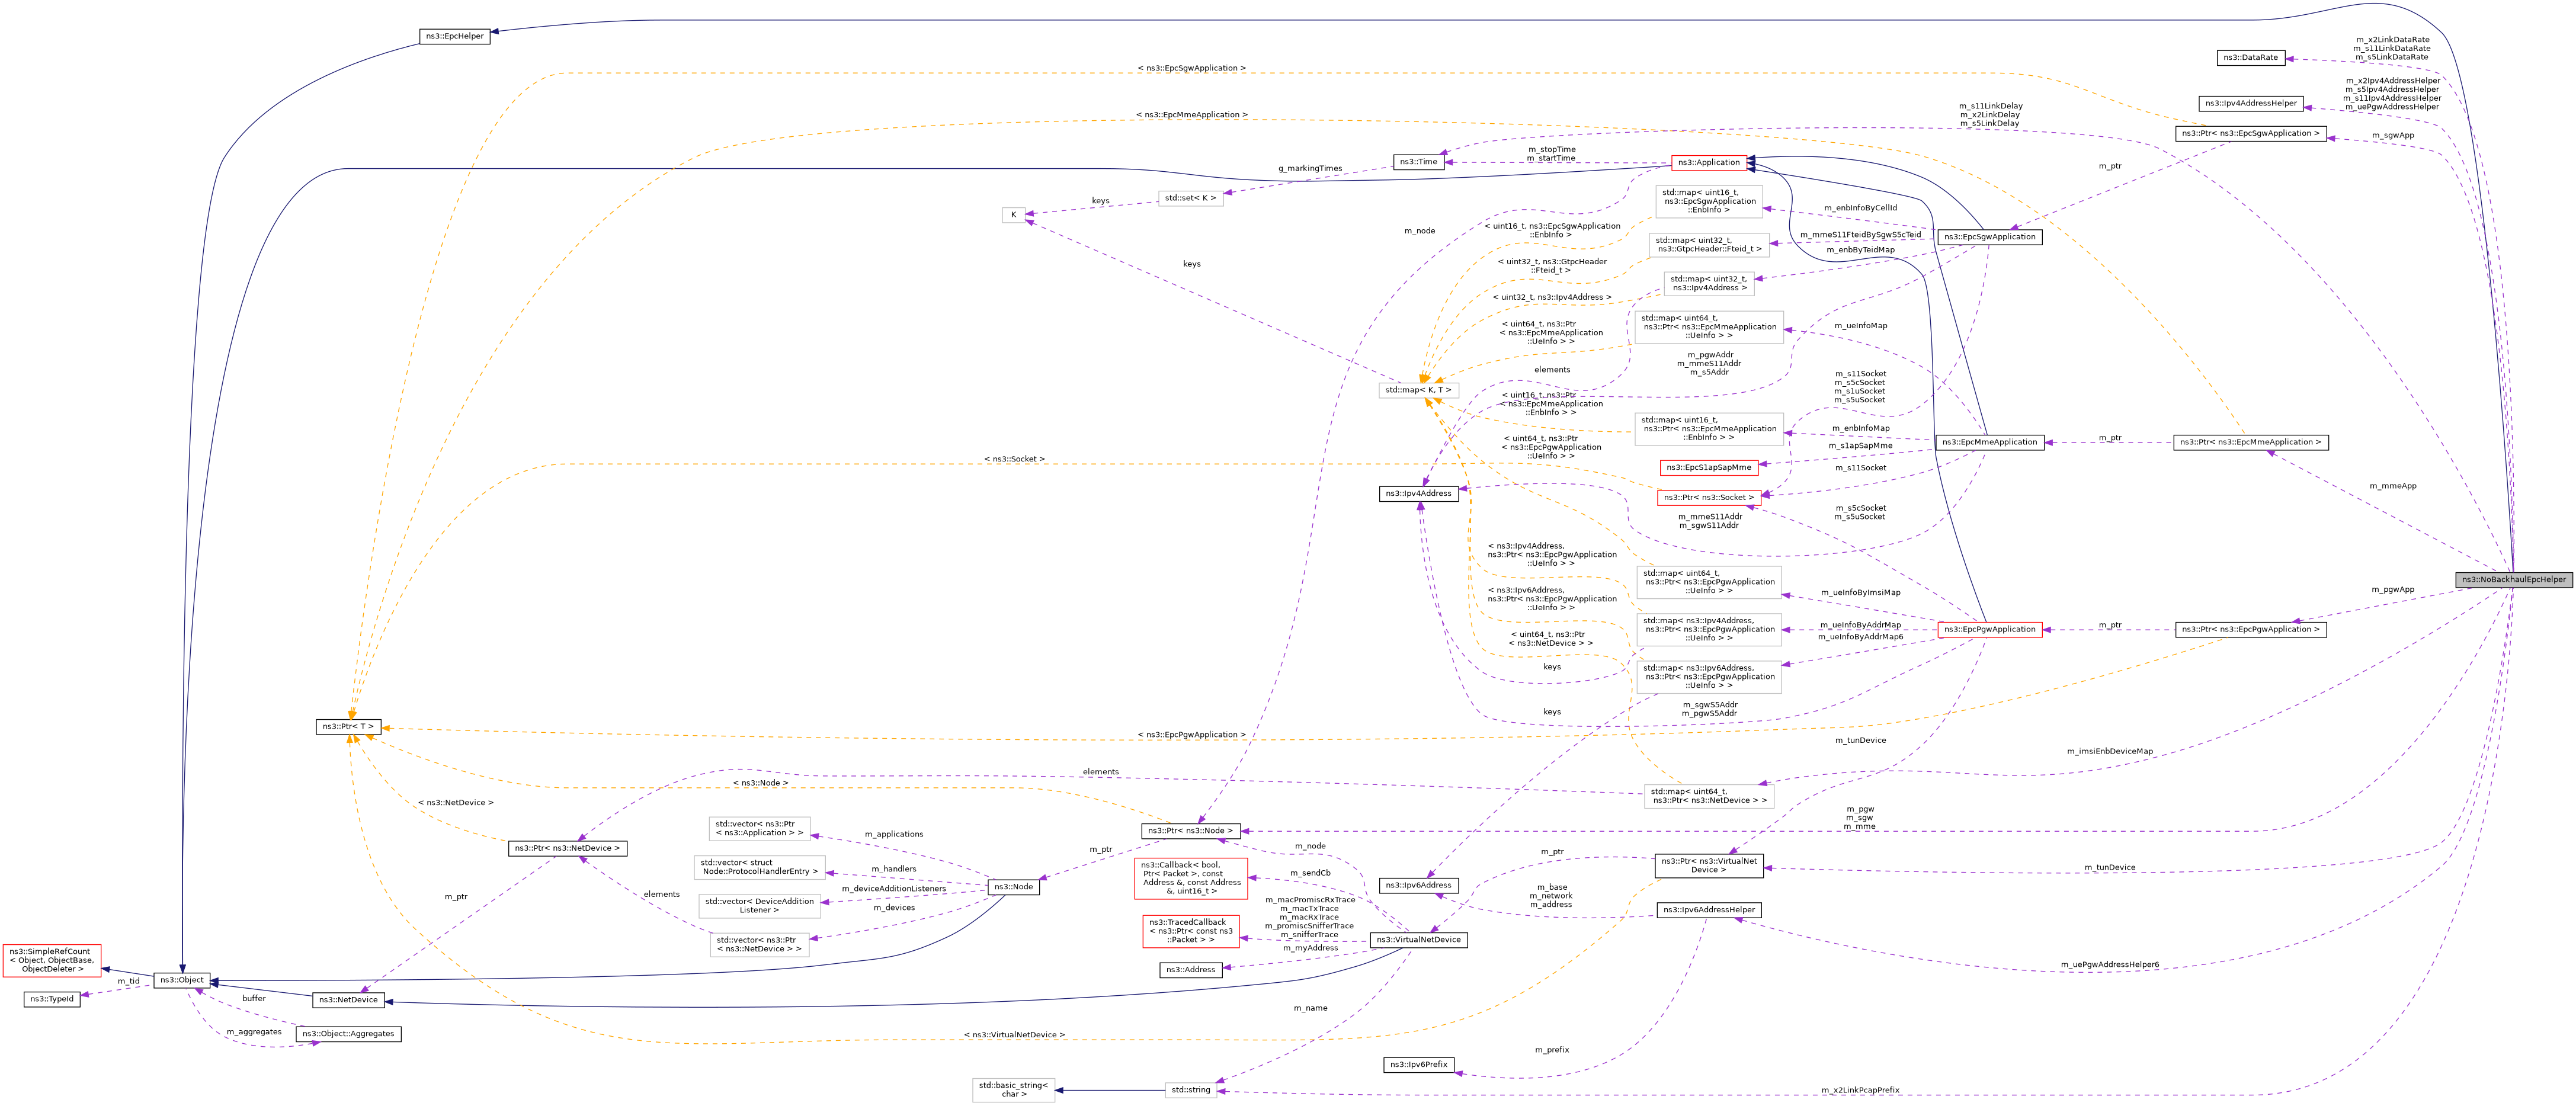 ns3::EpcHelper
m_x2LinkDataRate
m_s11LinkDataRate
m_s5LinkDataRate
ns3::DataRate
< ns3::EpcSgwApplication >
m_x2Ipv4AddressHelper
m_s5Ipv4AddressHelper
m_s11Ipv4AddressHelper
m_uePgwAddressHelper
ns3::Ipv4AddressHelper
< ns3::EpcMmeApplication >
m_s11LinkDelay
m_x2LinkDelay
m_s5LinkDelay
ns3::Ptr< ns3::EpcSgwApplication >
m_sgwApp
m_stopTime
m_startTime
ns3::Time
ns3::Application
g_markingTimes
m_ptr
std::set< K >
keys
K
std::map< uint16_t,
ns3::EpcSgwApplication
::EnbInfo >
m_enbInfoByCellId
m_node
< uint16_t, ns3::EpcSgwApplication
::EnbInfo >
m_mmeS11FteidBySgwS5cTeid
ns3::EpcSgwApplication
std::map< uint32_t,
ns3::GtpcHeader::Fteid_t >
m_enbByTeidMap
keys
< uint32_t, ns3::GtpcHeader
::Fteid_t >
std::map< uint32_t,
ns3::Ipv4Address >
< uint32_t, ns3::Ipv4Address >
std::map< uint64_t,
ns3::Ptr< ns3::EpcMmeApplication
::UeInfo > >
m_ueInfoMap
< uint64_t, ns3::Ptr
< ns3::EpcMmeApplication
::UeInfo > >
m_pgwAddr
m_mmeS11Addr
m_s5Addr
elements
std::map< K, T >
m_s11Socket
m_s5cSocket
m_s1uSocket
m_s5uSocket
< uint16_t, ns3::Ptr
< ns3::EpcMmeApplication
::EnbInfo > >
std::map< uint16_t,
ns3::Ptr< ns3::EpcMmeApplication
::EnbInfo > >
m_enbInfoMap
ns3::EpcMmeApplication
m_ptr
ns3::Ptr< ns3::EpcMmeApplication >
m_s1apSapMme
< uint64_t, ns3::Ptr
< ns3::EpcPgwApplication
::UeInfo > >
< ns3::Socket >
ns3::EpcS1apSapMme
m_s11Socket
m_mmeApp
ns3::Ipv4Address
ns3::Ptr< ns3::Socket >
m_s5cSocket
m_s5uSocket
m_mmeS11Addr
m_sgwS11Addr
< ns3::Ipv4Address,
ns3::Ptr< ns3::EpcPgwApplication
::UeInfo > >
std::map< uint64_t,
ns3::Ptr< ns3::EpcPgwApplication
::UeInfo > >
ns3::NoBackhaulEpcHelper
m_ueInfoByImsiMap
m_pgwApp
< ns3::Ipv6Address,
ns3::Ptr< ns3::EpcPgwApplication
::UeInfo > >
std::map< ns3::Ipv4Address,
ns3::Ptr< ns3::EpcPgwApplication
::UeInfo > >
m_ueInfoByAddrMap
m_ueInfoByAddrMap6
ns3::EpcPgwApplication
m_ptr
ns3::Ptr< ns3::EpcPgwApplication >
< uint64_t, ns3::Ptr
< ns3::NetDevice > >
keys
std::map< ns3::Ipv6Address,
ns3::Ptr< ns3::EpcPgwApplication
::UeInfo > >
keys
m_sgwS5Addr
m_pgwS5Addr
ns3::Ptr< T >
< ns3::EpcPgwApplication >
m_tunDevice
m_imsiEnbDeviceMap
elements
< ns3::Node >
std::map< uint64_t,
ns3::Ptr< ns3::NetDevice > >
< ns3::NetDevice >
m_pgw
m_sgw
m_mme
std::vector< ns3::Ptr
< ns3::Application > >
m_applications
ns3::Ptr< ns3::Node >
ns3::Ptr< ns3::NetDevice >
m_ptr
m_node
m_ptr
ns3::Ptr< ns3::VirtualNet
Device >
m_tunDevice
std::vector< struct
Node::ProtocolHandlerEntry >
m_handlers
ns3::Callback< bool,
Ptr< Packet >, const
Address &, const Address
&, uint16_t >
m_sendCb
ns3::Node
ns3::Ipv6Address
m_base
m_network
m_address
m_ptr
elements
m_deviceAdditionListeners
std::vector< DeviceAddition
Listener >
m_devices
m_macPromiscRxTrace
m_macTxTrace
m_macRxTrace
m_promiscSnifferTrace
m_snifferTrace
ns3::Ipv6AddressHelper
ns3::TracedCallback
< ns3::Ptr< const ns3
::Packet > >
std::vector< ns3::Ptr
< ns3::NetDevice > >
ns3::VirtualNetDevice
m_myAddress
ns3::SimpleRefCount
< Object, ObjectBase,
ObjectDeleter >
ns3::Address
m_uePgwAddressHelper6
ns3::Object
m_tid
ns3::TypeId
buffer
ns3::NetDevice
m_name
m_aggregates
ns3::Object::Aggregates
< ns3::VirtualNetDevice >
m_prefix
ns3::Ipv6Prefix
std::basic_string<
char >
std::string
m_x2LinkPcapPrefix